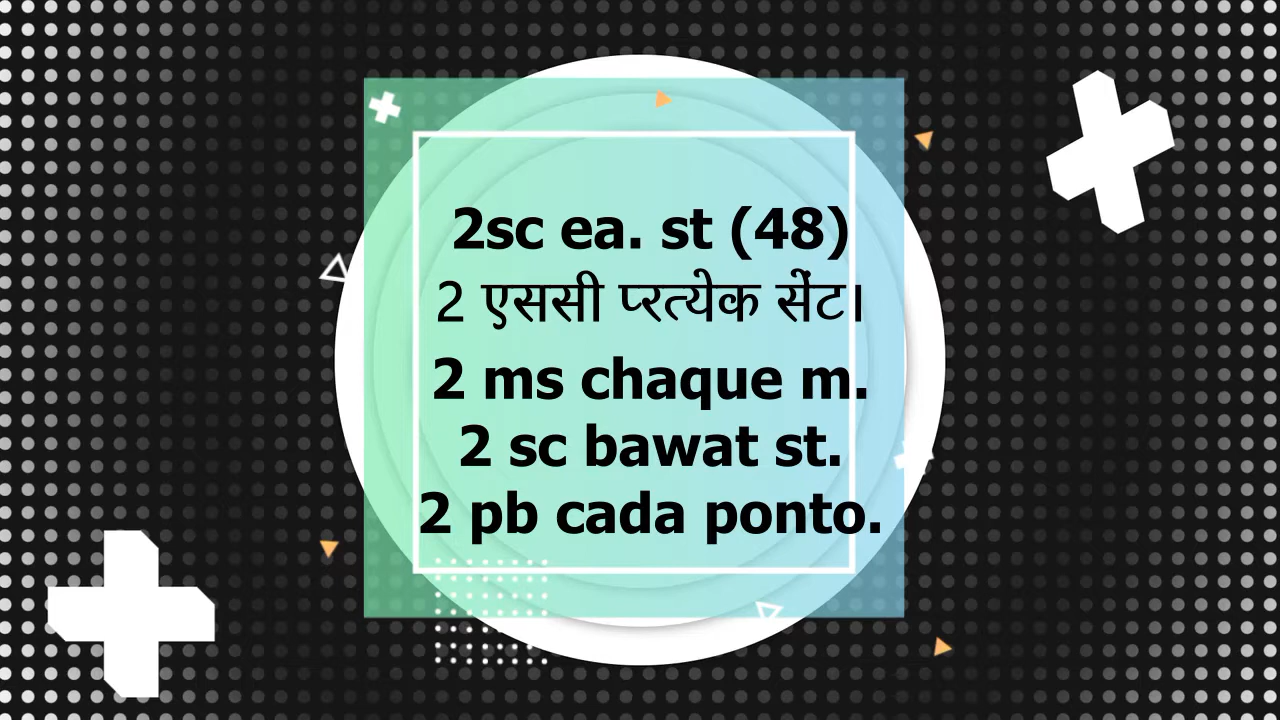 2sc ea. st (48)
2 एससी प्रत्येक सेंट।
2 ms chaque m.
2 sc bawat st.
2 pb cada ponto.